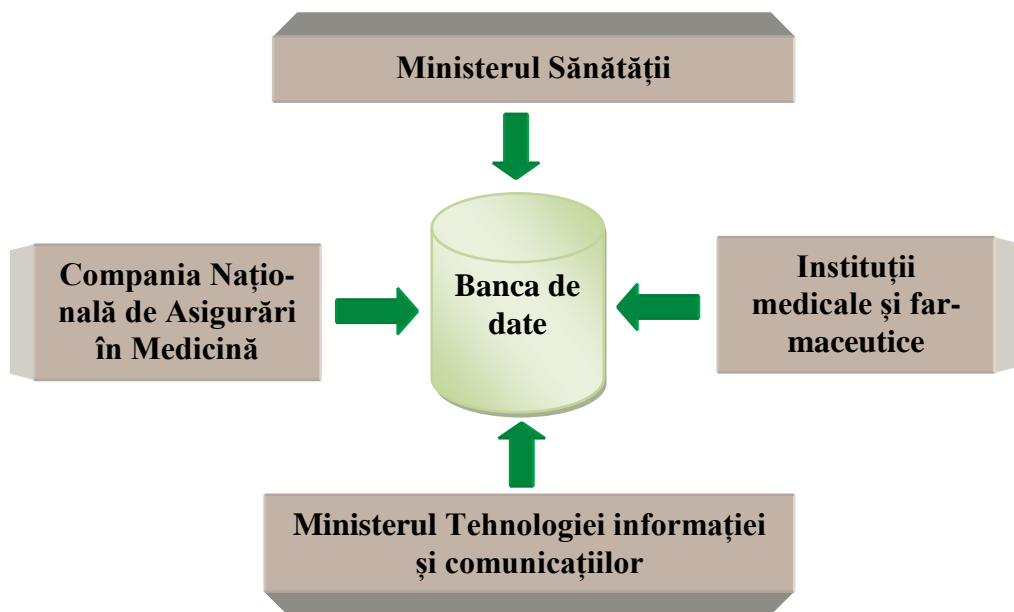 Ministerul Sănătății
Compania Națio-
nală de Asigurări
în Medicină
Banca de
date
Instituții
medicale și far-
maceutice
Ministerul Tehnologiei informației
și comunicațiilor